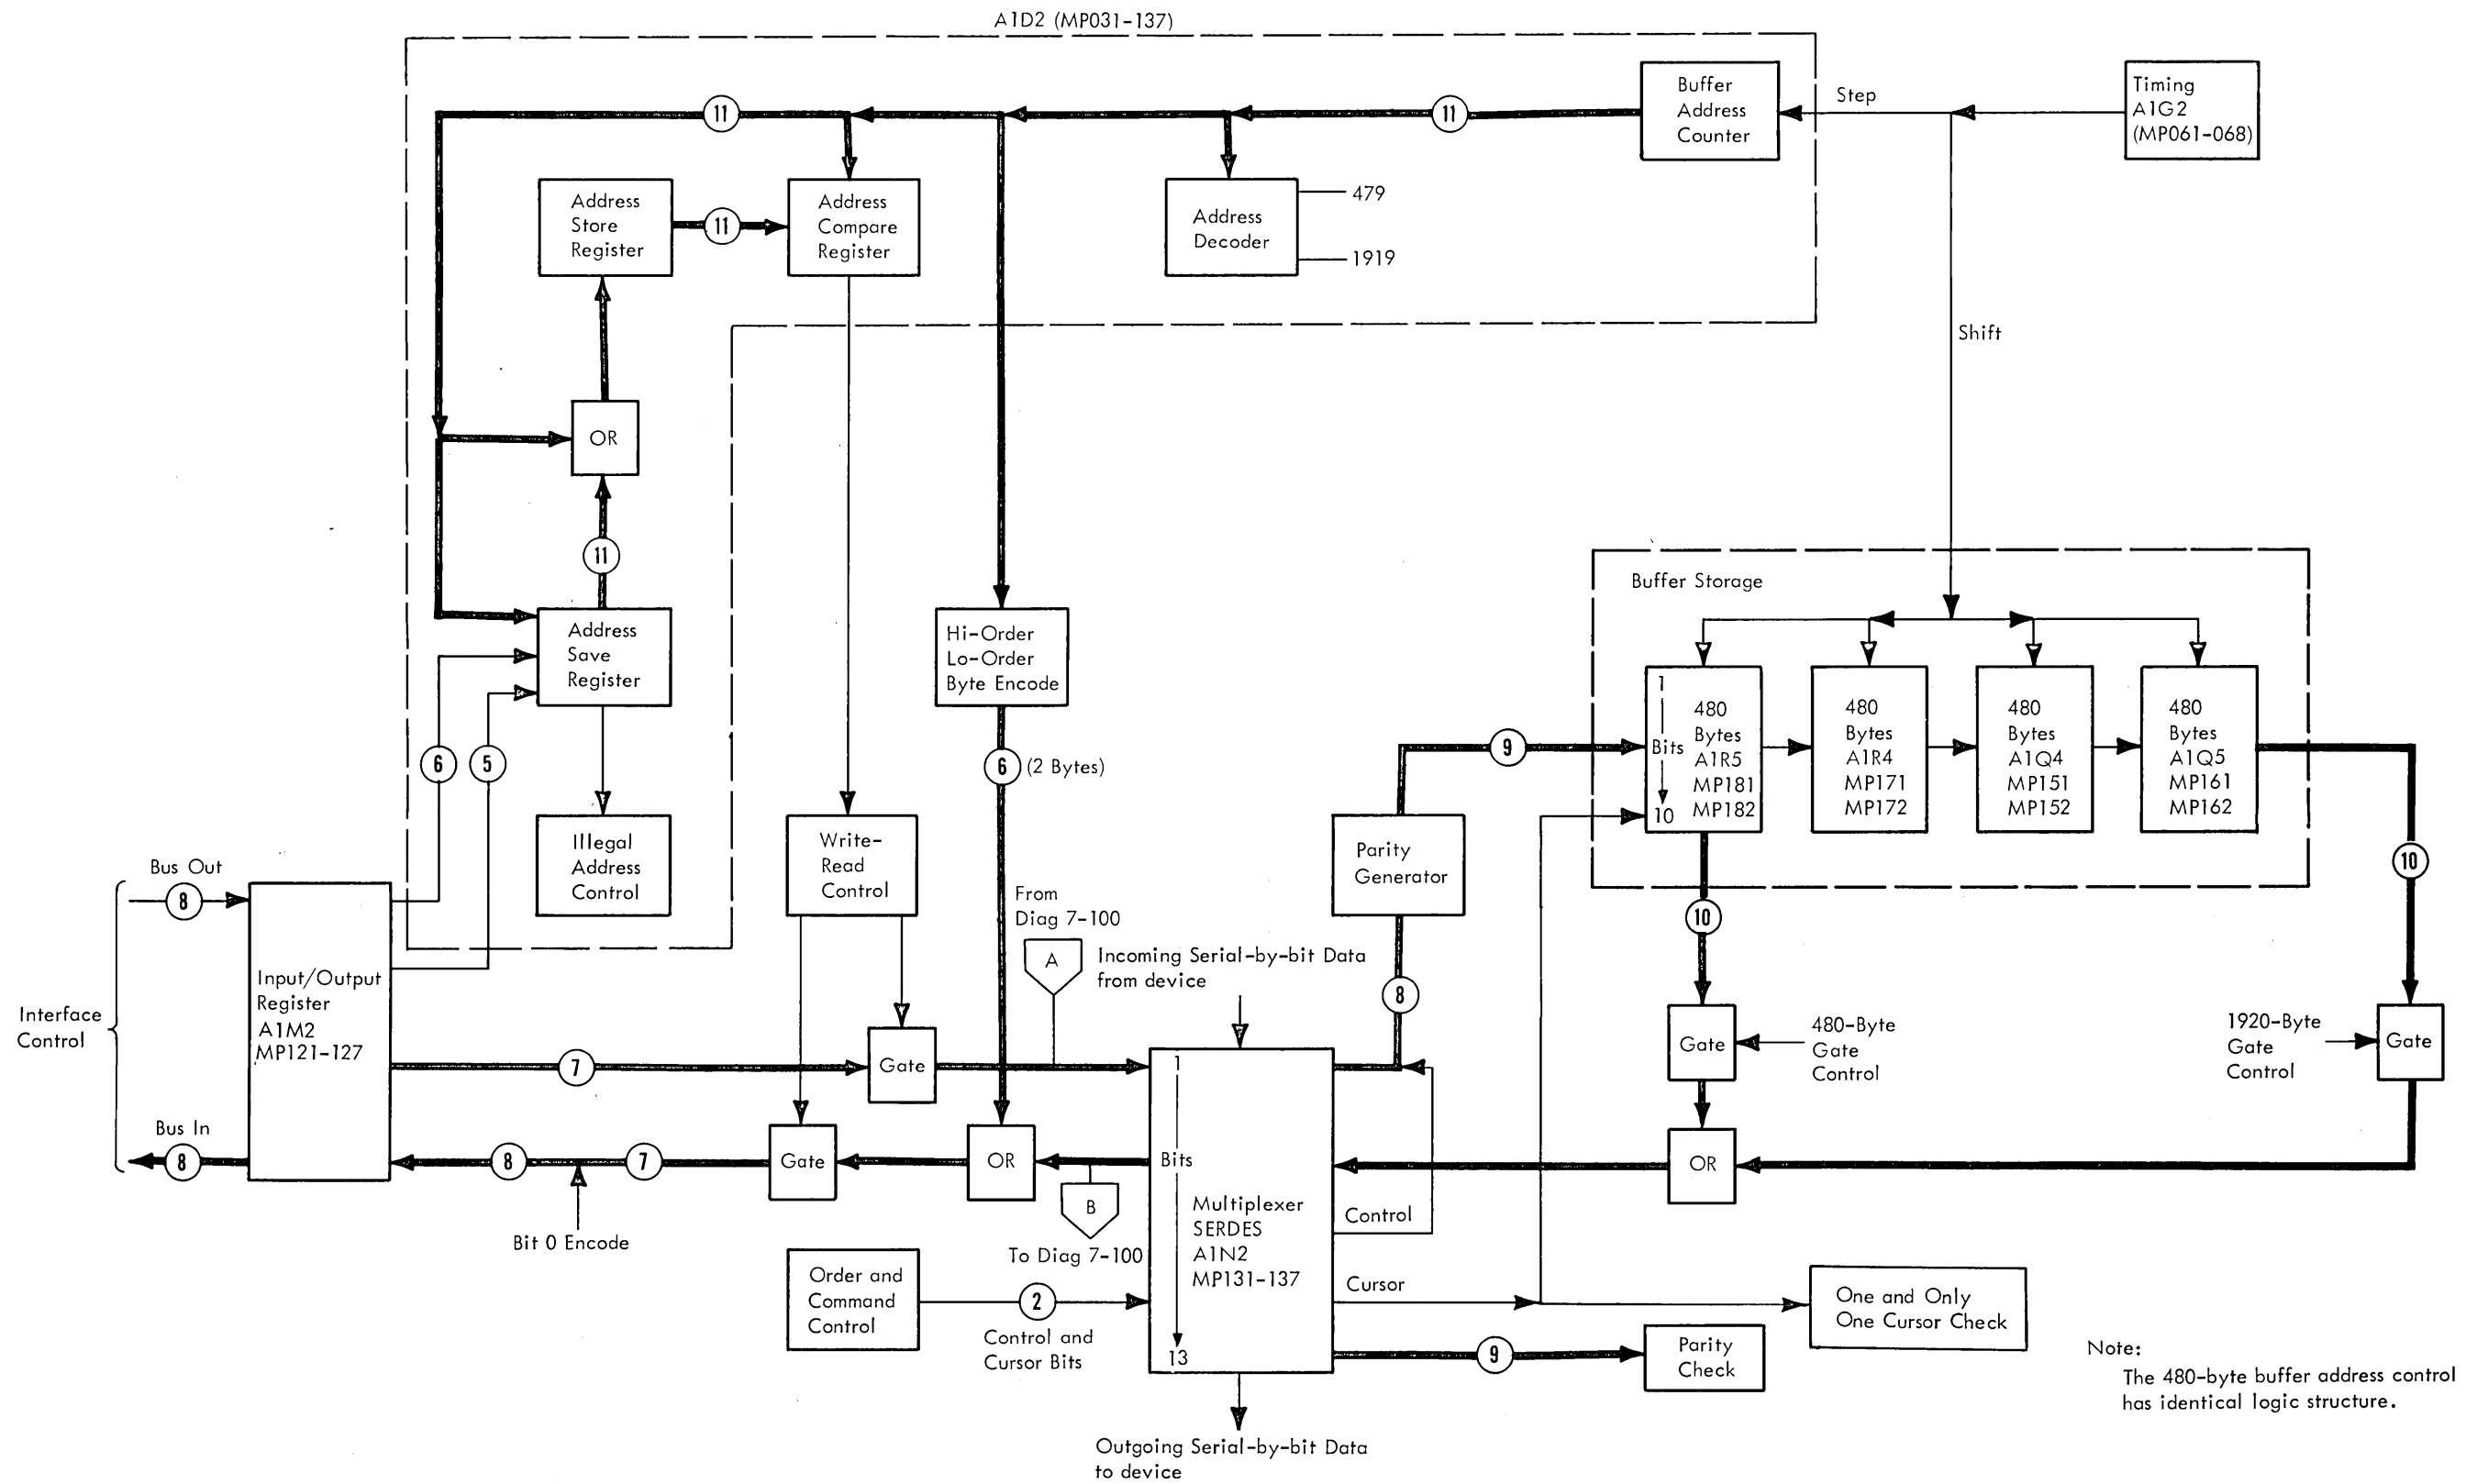 A1D2 (MP031-137)
Buffer
Address
Counter
Step
Timing
A1G2
(MP061-068)
11
11
Address
Store
Register
11
Address
Compare
Register
Address
Decoder
479
1919
Shift
OR
11
Address
Save
Register
Hi-Order
Lo-Order
Byte Encode
Buffer Storage
1
Bits
10
480
Bytes
A1R5
MP181
MP182
480
Bytes
A1R4
MP171
MP172
480
Bytes
A1Q4
MP151
MP152
480
Bytes
A1Q5
MP161
MP162
6
5
6
(2 Bytes)
9
Illegal
Address
Control
Write-
Read
Control
Parity
Generator
10
10
Bus Out
8
From
Diag 7-100
A
Incoming Serial-by-bit Data
from device
8
Interface
Control
Input/Output
Register
A1M2
MP121-127
7
Gate
Gate
480-Byte
Gate
Control
1920-Byte
Gate
Control
Gate
Bus In
8
8
7
Gate
OR
B
To Diag 7-100
Bit 0 Encode
1
Bits
13
Multiplexer
SERDES
A1N2
MP131-137
OR
Control
Cursor
Order and
Command
Control
2
Control and
Cursor Bits
9
Parity
Check
One and Only
One Cursor Check
Note:
The 480-byte buffer address control
has identical logic structure.
Outgoing Serial-by-bit Data
to device